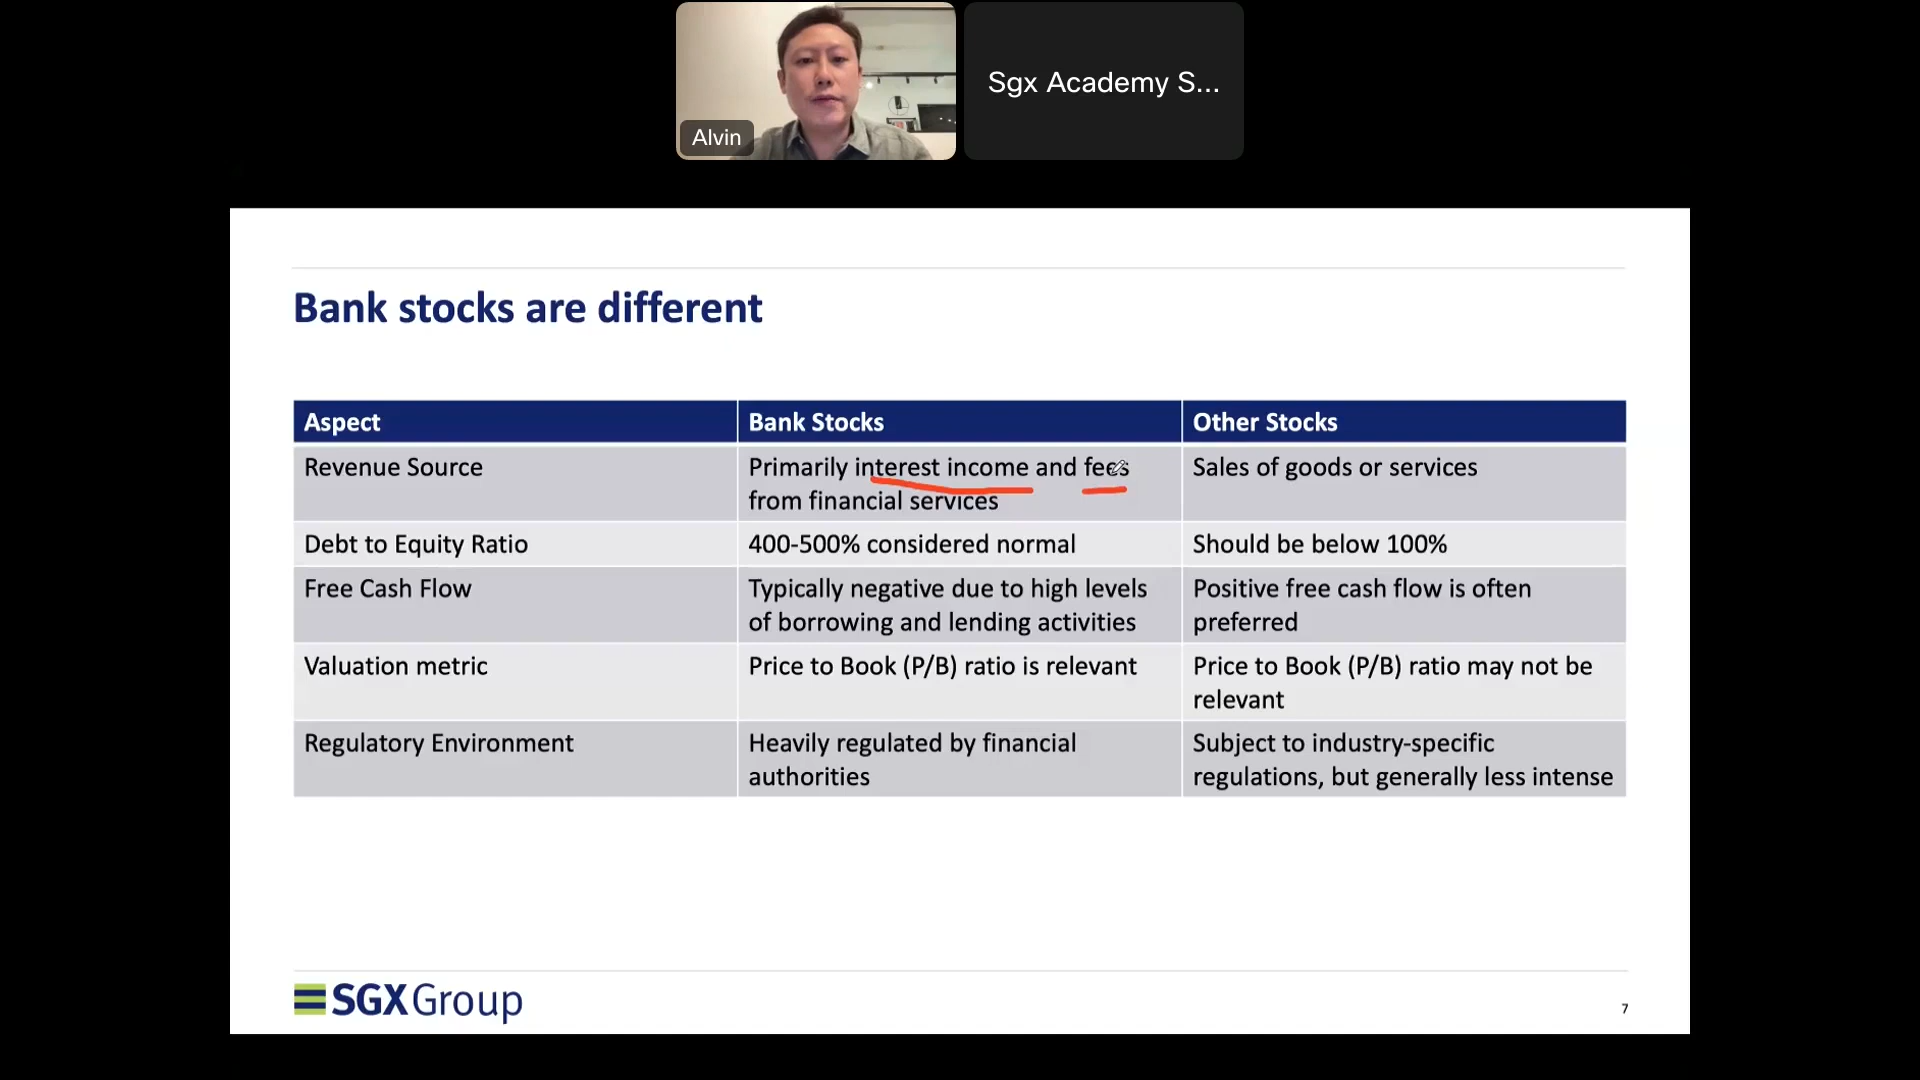 Alvin
Sgx Academy S...
Bank stocks are different
Aspect
Bank Stocks
Other Stocks
Revenue Source
Primarily interest income and fees
from financial services
Sales of goods or services
Debt to Equity Ratio
400-500% considered normal
Should be below 100%
Free Cash Flow
Typically negative due to high levels
of borrowing and lending activities
Positive free cash flow is often
preferred
Valuation metric
Price to Book (P/B) ratio is relevant
Price to Book (P/B) ratio may not be
relevant
Regulatory Environment
Heavily regulated by financial
authorities
Subject to industry-specific
regulations, but generally less intense
SGX Group
7